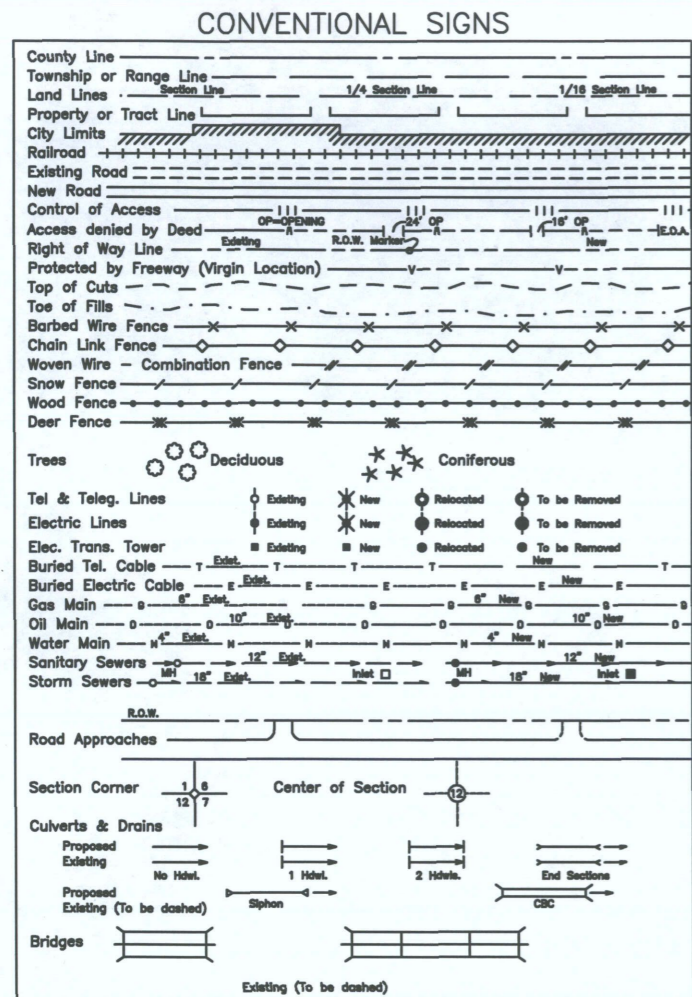 CONVENTIONAL SIGNS
County Line
Township or Range Line
Land Lines Section Line 1/4 Section Line 1/16 Section Line
Property or Tract Line
City Limits
Railroad
Existing Road
New Road
Control of Access
OP=OPENING 24' OP 16' OP
Access denied by Deed E.O.A.
Right of Way Line Existing R.O.W. Marker New
Protected by Freeway (Virgin Location) V V
Top of Cuts
Toe of Fills
Barbed Wire Fence
Chain Link Fence
Woven Wire – Combination Fence
Snow Fence
Wood Fence
Deer Fence
Trees Deciduous Coniferous
Tel & Teleg. Lines Existing New Relocated To be Removed
Electric Lines Existing New Relocated To be Removed
Elec. Trans. Tower Existing New Relocated To be Removed
Buried Tel. Cable T Exist. T T T New T
Buried Electric Cable E Exist. E E E E New E
Gas Main 6" Exist. 6" New
Oil Main 10" Exist. 10" New
Water Main 4" Exist. 4" New
Sanitary Sewers 12" Exist. 12" New
MH Inlet MH Inlet
Storm Sewers 18" Exist. 18" New
R.O.W.
Road Approaches
Section Corner 1 6 Center of Section 12
12 7
Culverts & Drains
Proposed
Existing
No Hdwl. 1 Hdwl. 2 Hdwls. End Sections
Proposed
Existing (To be dashed) Siphon CBC
Bridges
Existing (To be dashed)